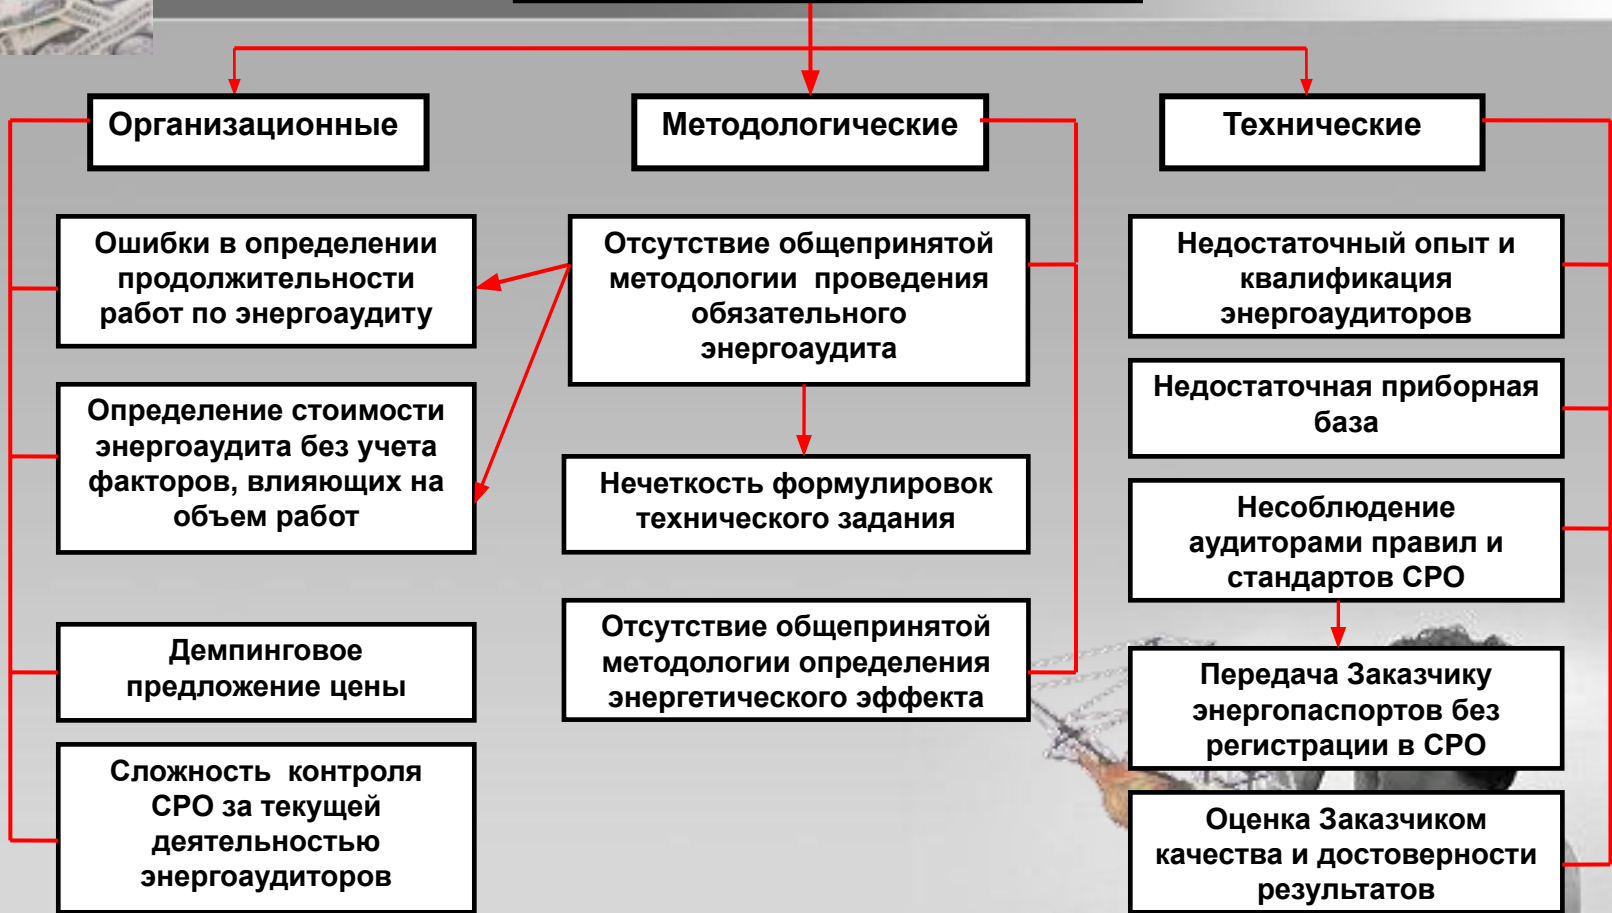 Организационные
Методологические
Технические
Ошибки в определении
продолжительности
работ по энергоаудиту
Определение стоимости
энергоаудита без учета
факторов, влияющих на
объем работ
Демпинговое
предложение цены
Сложность контроля
СРО за текущей
деятельностью
энергоаудиторов
Отсутствие общепринятой
методологии проведения
обязательного
энергоаудита
Нечеткость формулировок
технического задания
Отсутствие общепринятой
методологии определения
энергетического эффекта
Недостаточный опыт и
квалификация
энергоаудиторов
Недостаточная приборная
база
Несоблюдение
аудиторами правил и
стандартов СРО
Передача Заказчику
энергопаспортов без
регистрации в СРО
Оценка Заказчиком
качества и достоверности
результатов